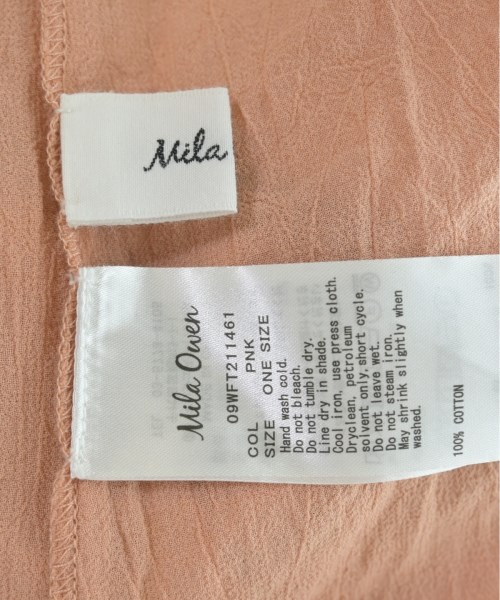 Mila
Mila Owen
09WFT211461
COL PNK
SIZE ONE SIZE
Hand wash cold.
Do not bleach.
Do not tumble dry.
Line dry in shade.
Cool iron, use press cloth.
Dryclean, petroleum
solvent only, short cycle.
Do not leave wet.
Do not steam iron.
May shrink slightly when
washed.
100% COTTON